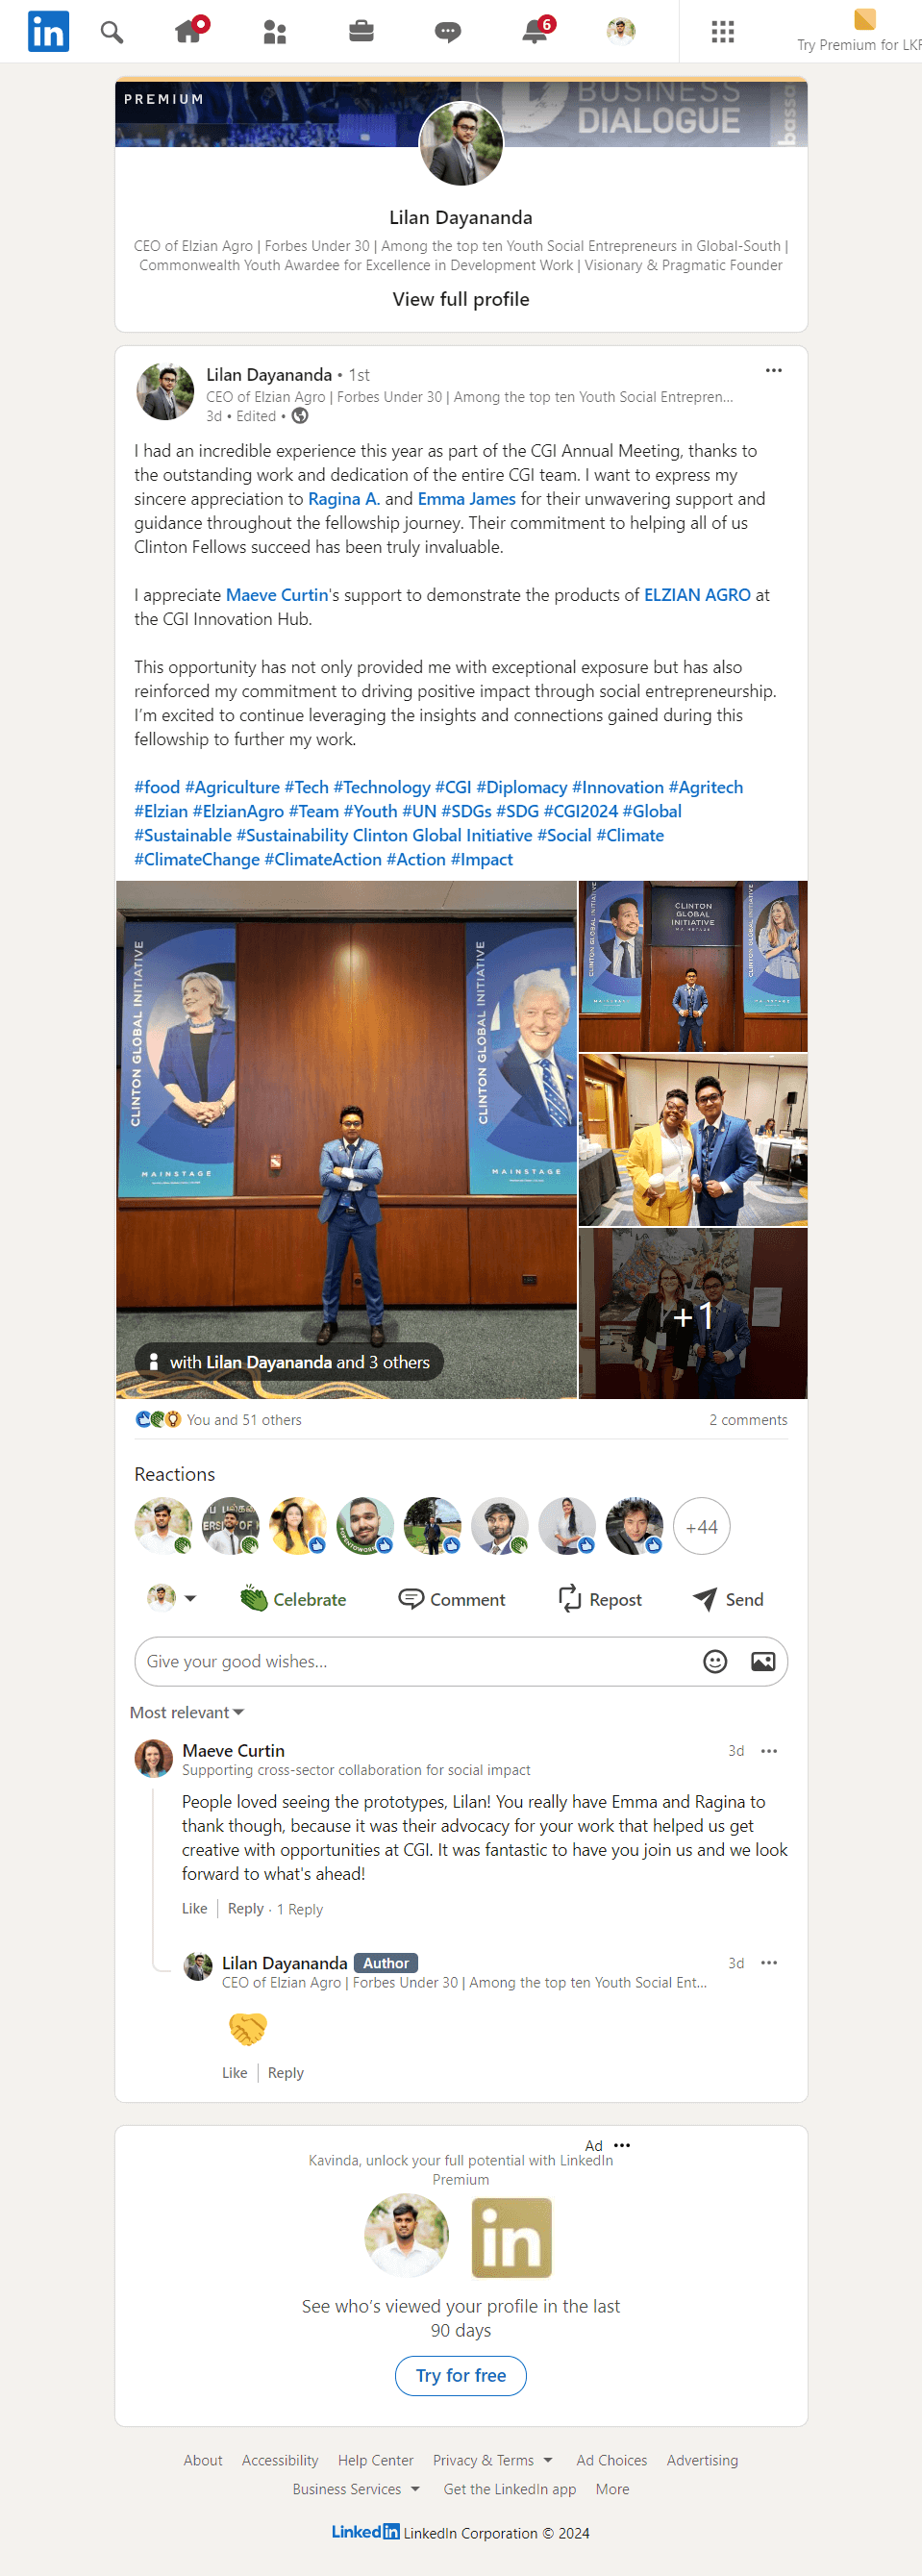 in
6
Try Premium for LKR
PREMIUM
BUSINESS
DIALOGUE
Lilan Dayananda
CEO of Elzian Agro | Forbes Under 30 | Among the top ten Youth Social Entrepreneurs in Global-South |
Commonwealth Youth Awardee for Excellence in Development Work | Visionary & Pragmatic Founder
View full profile
Lilan Dayananda • 1st
CEO of Elzian Agro | Forbes Under 30 | Among the top ten Youth Social Entrepren...
3d • Edited •
I had an incredible experience this year as part of the CGI Annual Meeting, thanks to
the outstanding work and dedication of the entire CGI team. I want to express my
sincere appreciation to Ragina A. and Emma James for their unwavering support and
guidance throughout the fellowship journey. Their commitment to helping all of us
Clinton Fellows succeed has been truly invaluable.
I appreciate Maeve Curtin's support to demonstrate the products of ELZIAN AGRO at
the CGI Innovation Hub.
This opportunity has not only provided me with exceptional exposure but has also
reinforced my commitment to driving positive impact through social entrepreneurship.
I'm excited to continue leveraging the insights and connections gained during this
fellowship to further my work.
#food #Agriculture #Tech #Technology #CGI #Diplomacy #Innovation #Agritech
#Elzian #ElzianAgro #Team #Youth #UN #SDGs #SDG #CGI2024 #Global
#Sustainable #Sustainability Clinton Global Initiative #Social #Climate
#ClimateChange #ClimateAction #Action #Impact
CLINTON GLOBAL INITIATIVE
MAINSTAGE
CLINTON GLOBAL INITIATIVE
MAINSTAGE
CLINTON GLOBAL INITIATIVE
CLINTON
GLOBAL
INITIATIVE
CLINTON GLOBAL INITIATIVE
MAINSTAGE
MAINSTAGE
+1
with Lilan Dayananda and 3 others
You and 51 others
2 comments
Reactions
+44
Celebrate
Comment
Repost
Send
Give your good wishes...
Most relevant
Maeve Curtin
3d
Supporting cross-sector collaboration for social impact
People loved seeing the prototypes, Lilan! You really have Emma and Ragina to
thank though, because it was their advocacy for your work that helped us get
creative with opportunities at CGI. It was fantastic to have you join us and we look
forward to what's ahead!
Like | Reply · 1 Reply
Lilan Dayananda Author
3d
CEO of Elzian Agro | Forbes Under 30 | Among the top ten Youth Social Ent...
Like | Reply
Ad
Kavinda, unlock your full potential with LinkedIn
Premium
in
See who's viewed your profile in the last
90 days
Try for free
About Accessibility Help Center Privacy & Terms Ad Choices Advertising
Business Services Get the LinkedIn app More
LinkedIn LinkedIn Corporation © 2024